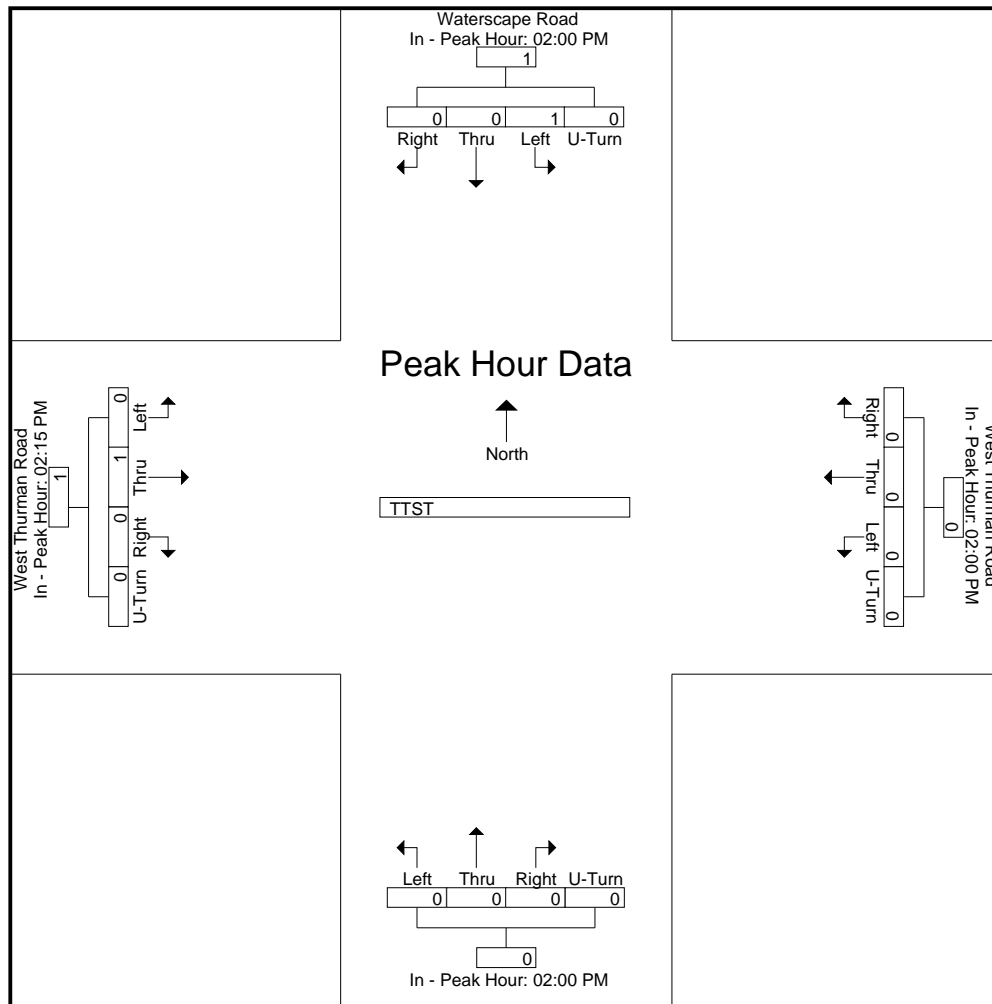 Waterscape Road
In - Peak Hour: 02:00 PM
1
0 0 1 0
Right Thru Left U-Turn
Peak Hour Data
North
TTST
West Thurman Road
In - Peak Hour: 02:15 PM
1
0 1 0 0
Left Thru Right U-Turn
West Thurman Road
In - Peak Hour: 02:00 PM
0
0 0 0 0
Right Thru Left U-Turn
Left Thru Right U-Turn
0 0 0 0
0
In - Peak Hour: 02:00 PM